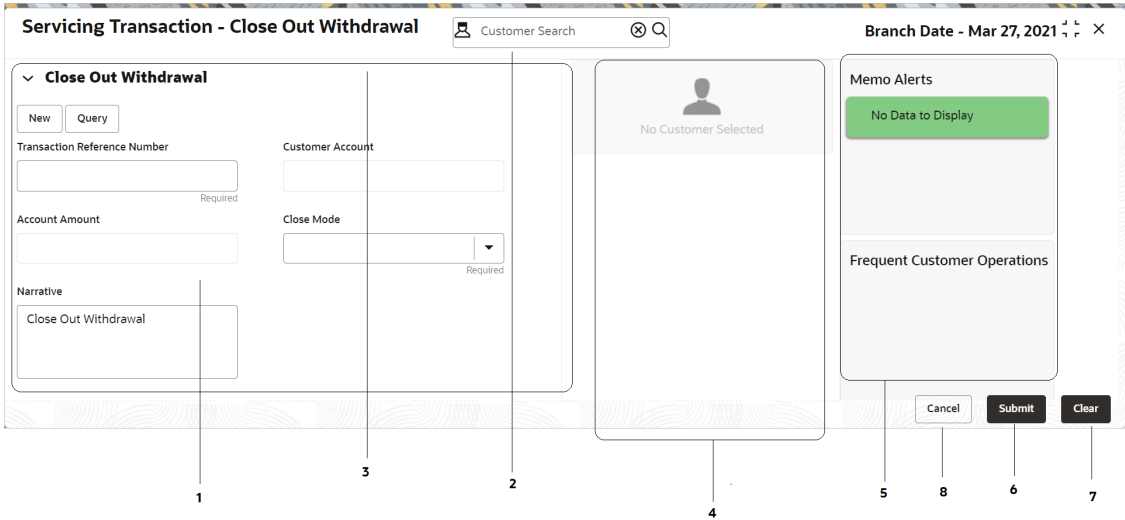 Servicing Transaction - Close Out Withdrawal
Customer Search
Branch Date - Mar 27, 2021
Close Out Withdrawal
New
Query
Transaction Reference Number
Customer Account
Required
Account Amount
Close Mode
Required
Narrative
Close Out Withdrawal
No Customer Selected
Memo Alerts
No Data to Display
Frequent Customer Operations
Cancel
Submit
Clear
1
3
2
4
5
8
6
7